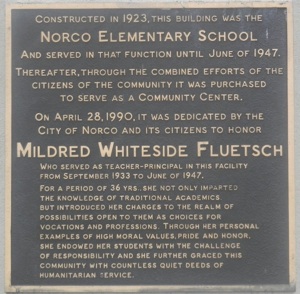 CONSTRUCTED IN 1923, THIS BUILDING WAS THE
NORCO ELEMENTARY SCHOOL
AND SERVED IN THAT FUNCTION UNTIL JUNE OF 1947.
THEREAFTER, THROUGH THE COMBINED EFFORTS OF THE
CITIZENS OF THE COMMUNITY IT WAS PURCHASED
TO SERVE AS A COMMUNITY CENTER.
ON APRIL 28, 1990, IT WAS DEDICATED BY THE
CITY OF NORCO AND ITS CITIZENS TO HONOR
MILDRED WHITESIDE FLUETSCH
WHO SERVED AS TEACHER-PRINCIPAL IN THIS FACILITY
FROM SEPTEMBER 1933 TO JUNE OF 1947.
FOR A PERIOD OF 36 YRS. SHE NOT ONLY IMPARTED
THE KNOWLEDGE OF TRADITIONAL ACADEMICS,
BUT INTRODUCED HER CHARGES TO THE REALM OF
POSSIBILITIES OPEN TO THEM AS CHOICES FOR
VOCATIONS AND PROFESSIONS. THROUGH HER PERSONAL
EXAMPLES OF HIGH MORAL VALUES, PRIDE AND HONOR,
SHE ENDOWED HER STUDENTS WITH THE CHALLENGE
OF RESPONSIBILITY AND SHE FURTHER GRACED THIS
COMMUNITY WITH COUNTLESS QUIET DEEDS OF
HUMANITARIAN SERVICE.